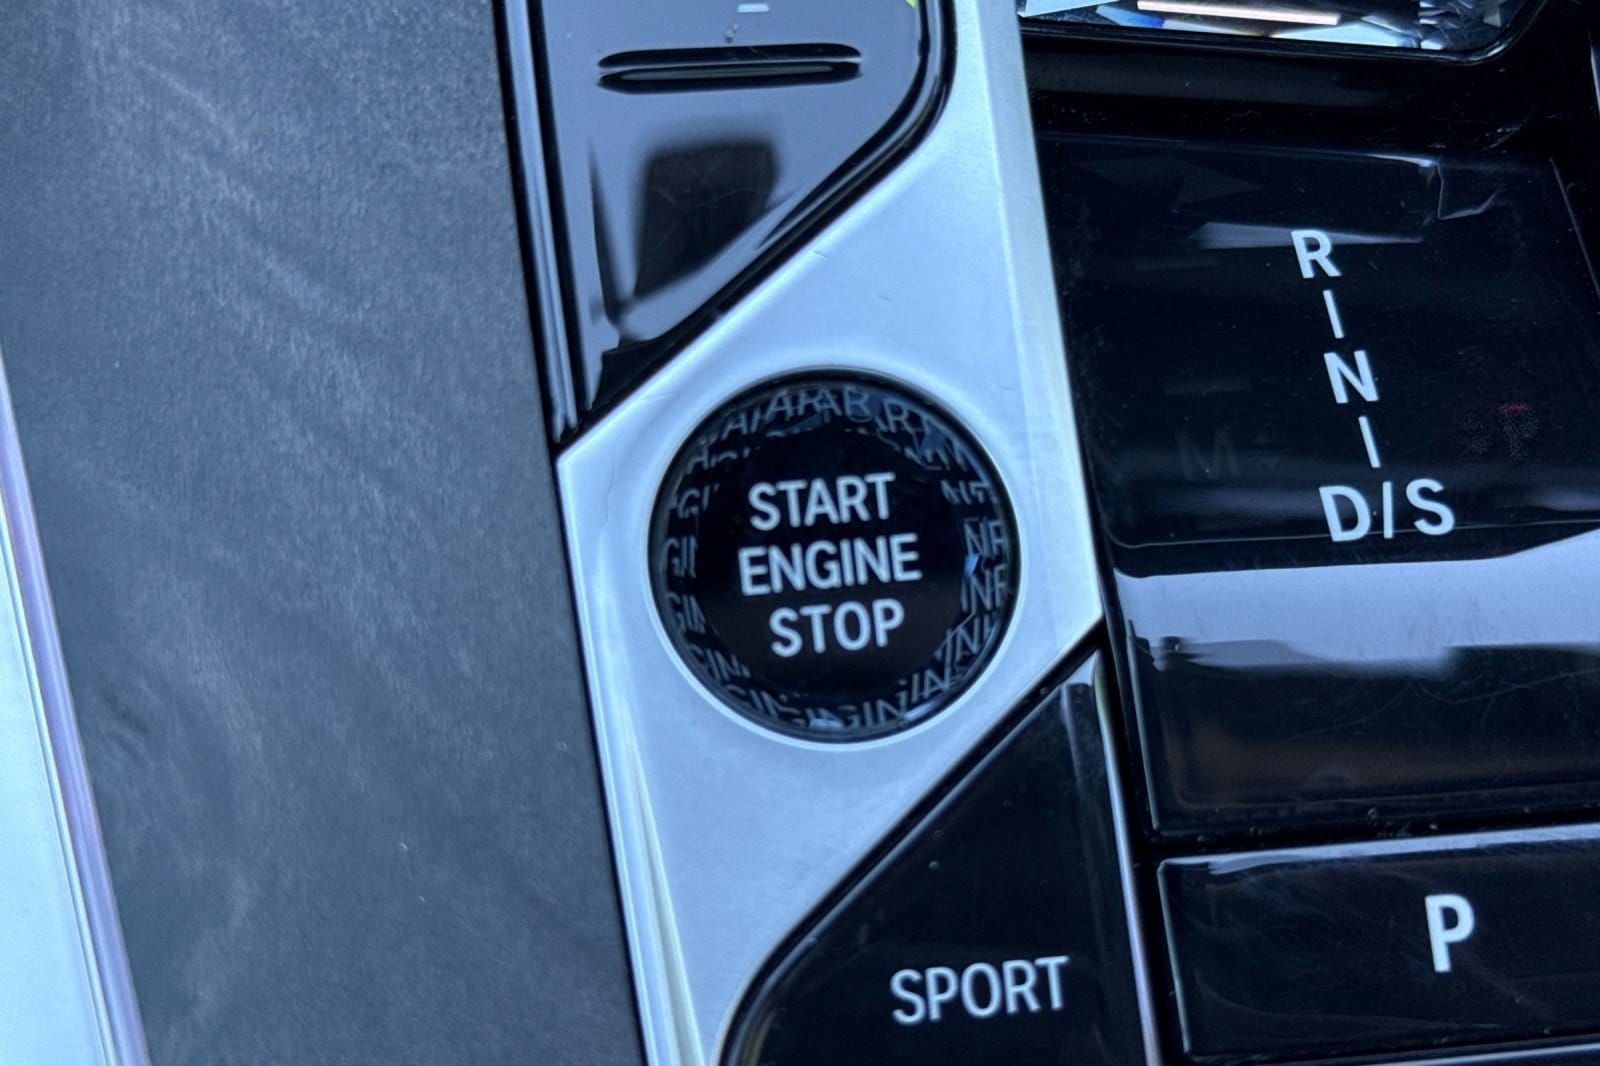 START
ENGINE
STOP
R
N
D/S
P
SPORT